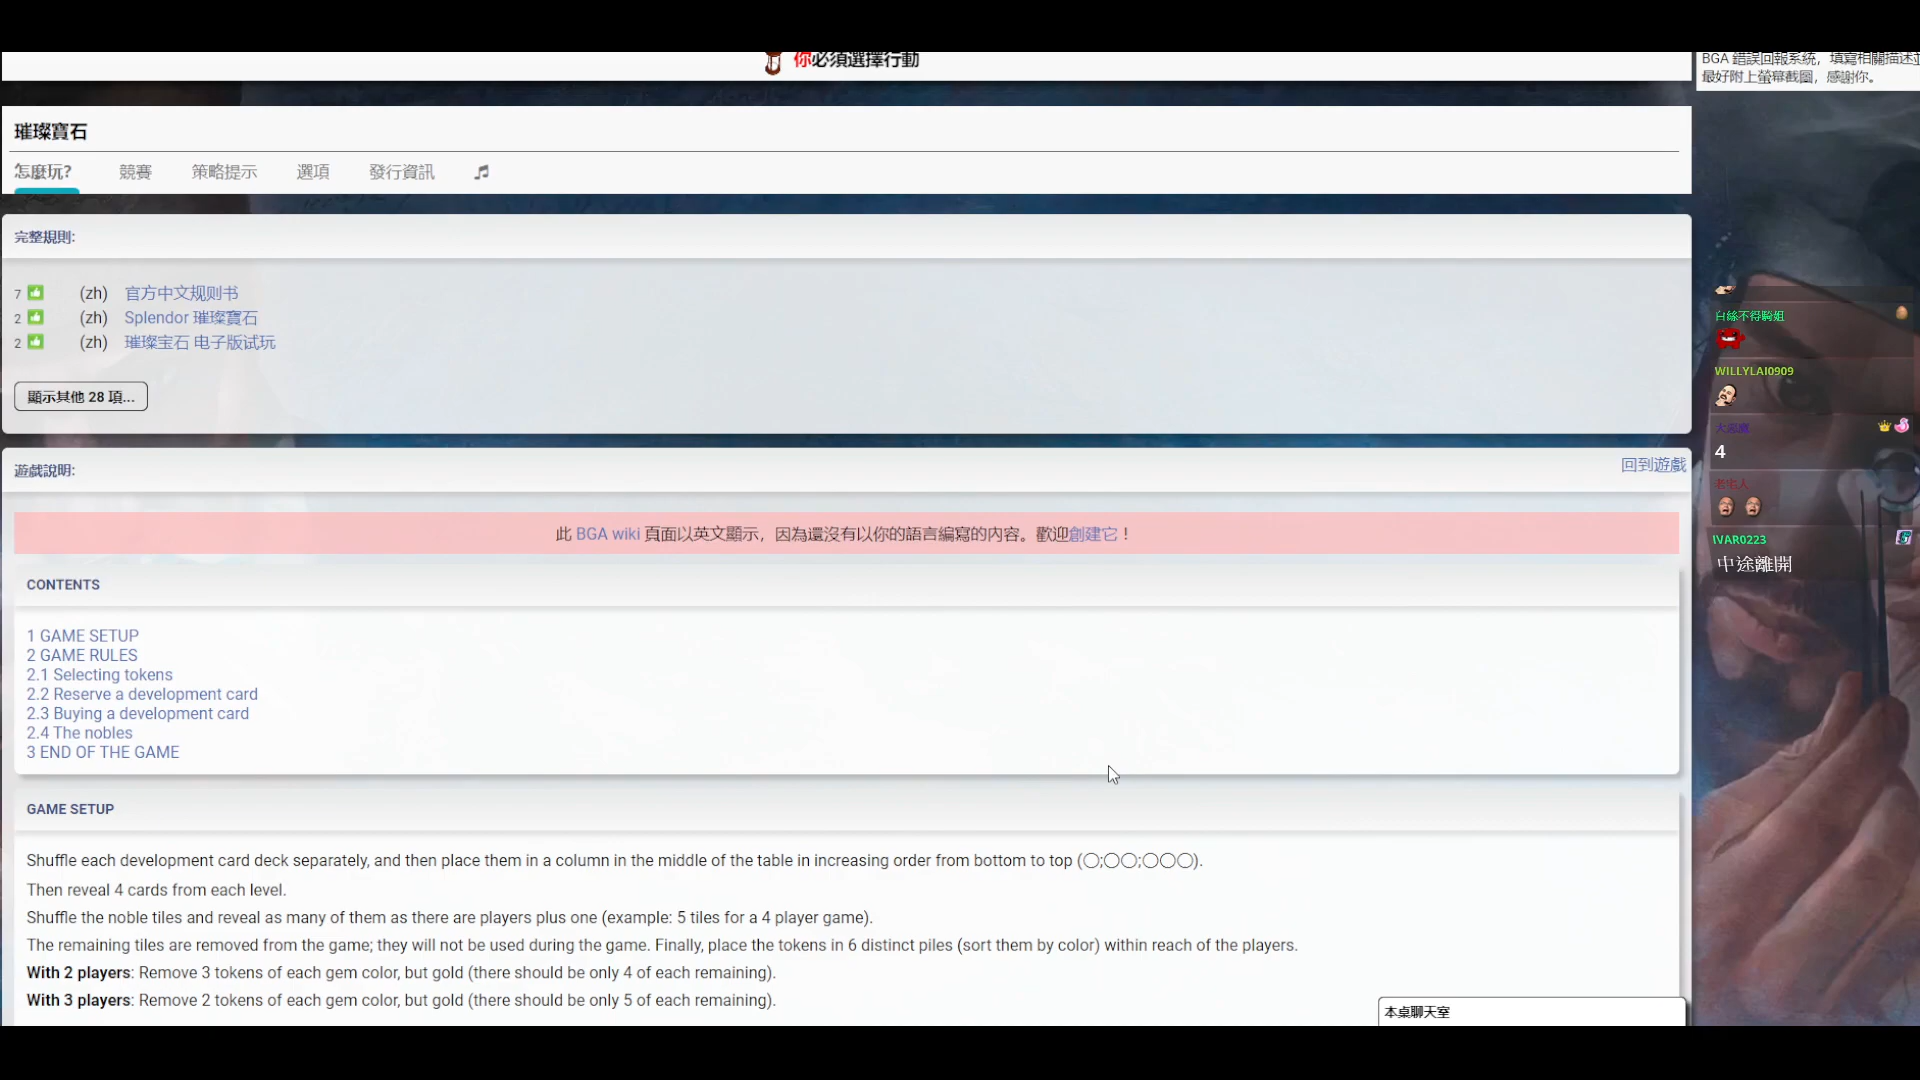 你必須選擇行動
BGA 錯誤回報系統，填寫相關描述並
最好附上螢幕截圖，感謝你。
璀璨寶石
怎麼玩?
競賽
策略提示
選項
發行資訊
完整規則:
7 (zh) 官方中文规则书
2 (zh) Splendor 璀璨寶石
2 (zh) 璀璨宝石 电子版试玩
顯示其他 28 項...
遊戲說明:
回到遊戲
此 BGA wiki 頁面以英文顯示，因為還沒有以你的語言編寫的內容。歡迎創建它！
CONTENTS
1 GAME SETUP
2 GAME RULES
2.1 Selecting tokens
2.2 Reserve a development card
2.3 Buying a development card
2.4 The nobles
3 END OF THE GAME
GAME SETUP
Shuffle each development card deck separately, and then place them in a column in the middle of the table in increasing order from bottom to top (◯;◯◯;◯◯◯).
Then reveal 4 cards from each level.
Shuffle the noble tiles and reveal as many of them as there are players plus one (example: 5 tiles for a 4 player game).
The remaining tiles are removed from the game; they will not be used during the game. Finally, place the tokens in 6 distinct piles (sort them by color) within reach of the players.
With 2 players: Remove 3 tokens of each gem color, but gold (there should be only 4 of each remaining).
With 3 players: Remove 2 tokens of each gem color, but gold (there should be only 5 of each remaining).
本桌聊天室
白絲不得騎姐
WILLYLAI0909
4
老宅人
IVAR0223
中途離開